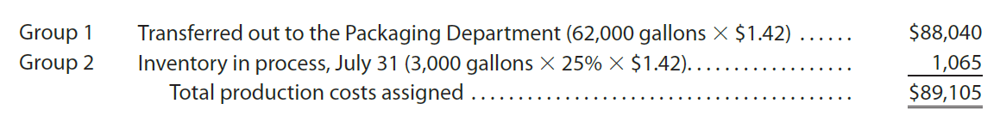 Group 1 Transferred out to the Packaging Department (62,000 gallons × $1.42) ...... $88,040
Group 2 Inventory in process, July 31 (3,000 gallons × 25% × $1.42). . . . . . . . . . . . . . . . . . 1,065
Total production costs assigned . . . . . . . . . . . . . . . . . . . . . . . . . . . . . . . . . . . . . . . . . $89,105